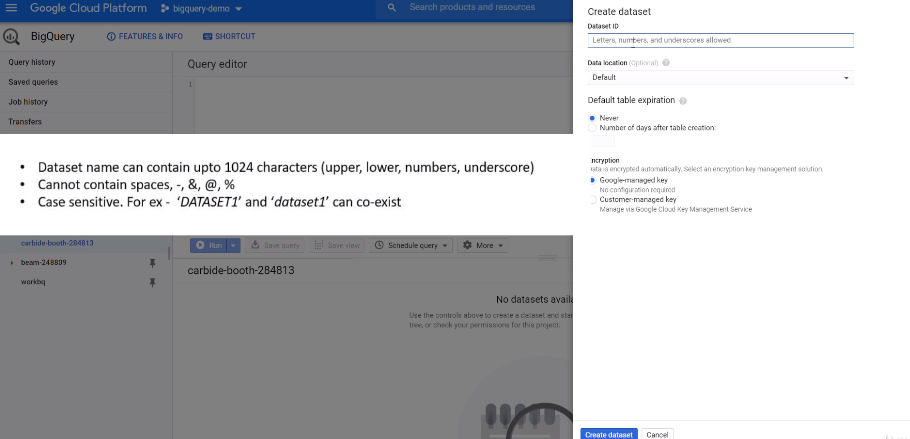 Google Cloud Platform
bigquery-demo
Search products and resources
BigQuery
FEATURES & INFO
SHORTCUT
Query history
Saved queries
Job history
Transfers
Query editor
1
• Dataset name can contain upto 1024 characters (upper, lower, numbers, underscore)
• Cannot contain spaces, -, &, @, %
• Case sensitive. For ex - ‘DATASET1’ and ‘dataset1’ can co-exist
carbide-booth-284813
beam-248809
workbq
Run
Save query
Save view
Schedule query
More
carbide-booth-284813
No datasets availa
Use the controls above to create a dataset and star
tree, or check your permissions for this project.
Create dataset
Dataset ID
Letters, numbers, and underscores allowed
Data location (Optional)
Default
Default table expiration
Never
Number of days after table creation:
ncryption
ata is encrypted automatically. Select an encryption key management solution.
Google-managed key
No configuration required
Customer-managed key
Manage via Google Cloud Key Management Service
Create dataset
Cancel